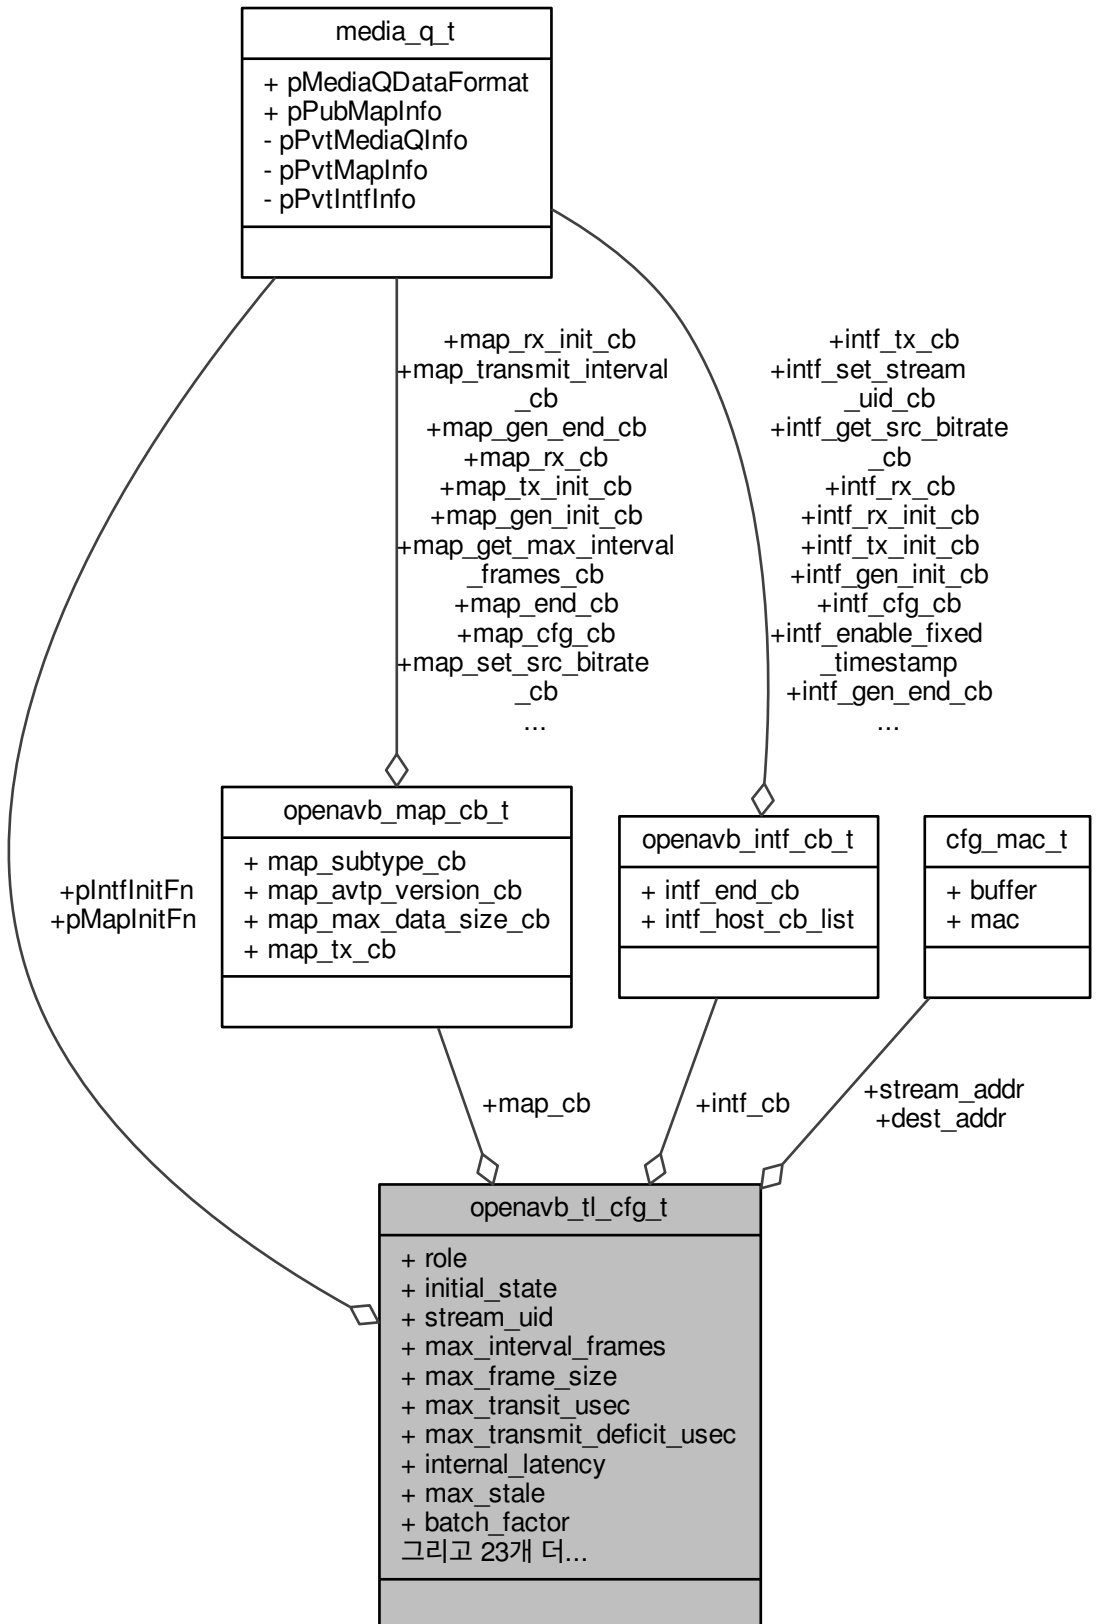 media_q_t
+ pMediaQDataFormat
+ pPubMapInfo
- pPvtMediaQInfo
- pPvtMapInfo
- pPvtIntfInfo
+map_rx_init_cb
+map_transmit_interval
_cb
+map_gen_end_cb
+map_rx_cb
+map_tx_init_cb
+map_gen_init_cb
+map_get_max_interval
_frames_cb
+map_end_cb
+map_cfg_cb
+map_set_src_bitrate
_cb
...
+intf_tx_cb
+intf_set_stream
_uid_cb
+intf_get_src_bitrate
_cb
+intf_rx_cb
+intf_rx_init_cb
+intf_tx_init_cb
+intf_gen_init_cb
+intf_cfg_cb
+intf_enable_fixed
_timestamp
+intf_gen_end_cb
...
+pIntfInitFn
+pMapInitFn
openavb_map_cb_t
+ map_subtype_cb
+ map_avtp_version_cb
+ map_max_data_size_cb
+ map_tx_cb
openavb_intf_cb_t
+ intf_end_cb
+ intf_host_cb_list
cfg_mac_t
+ buffer
+ mac
+map_cb
+intf_cb
+stream_addr
+dest_addr
openavb_tl_cfg_t
+ role
+ initial_state
+ stream_uid
+ max_interval_frames
+ max_frame_size
+ max_transit_usec
+ max_transmit_deficit_usec
+ internal_latency
+ max_stale
+ batch_factor
그리고 23개 더...